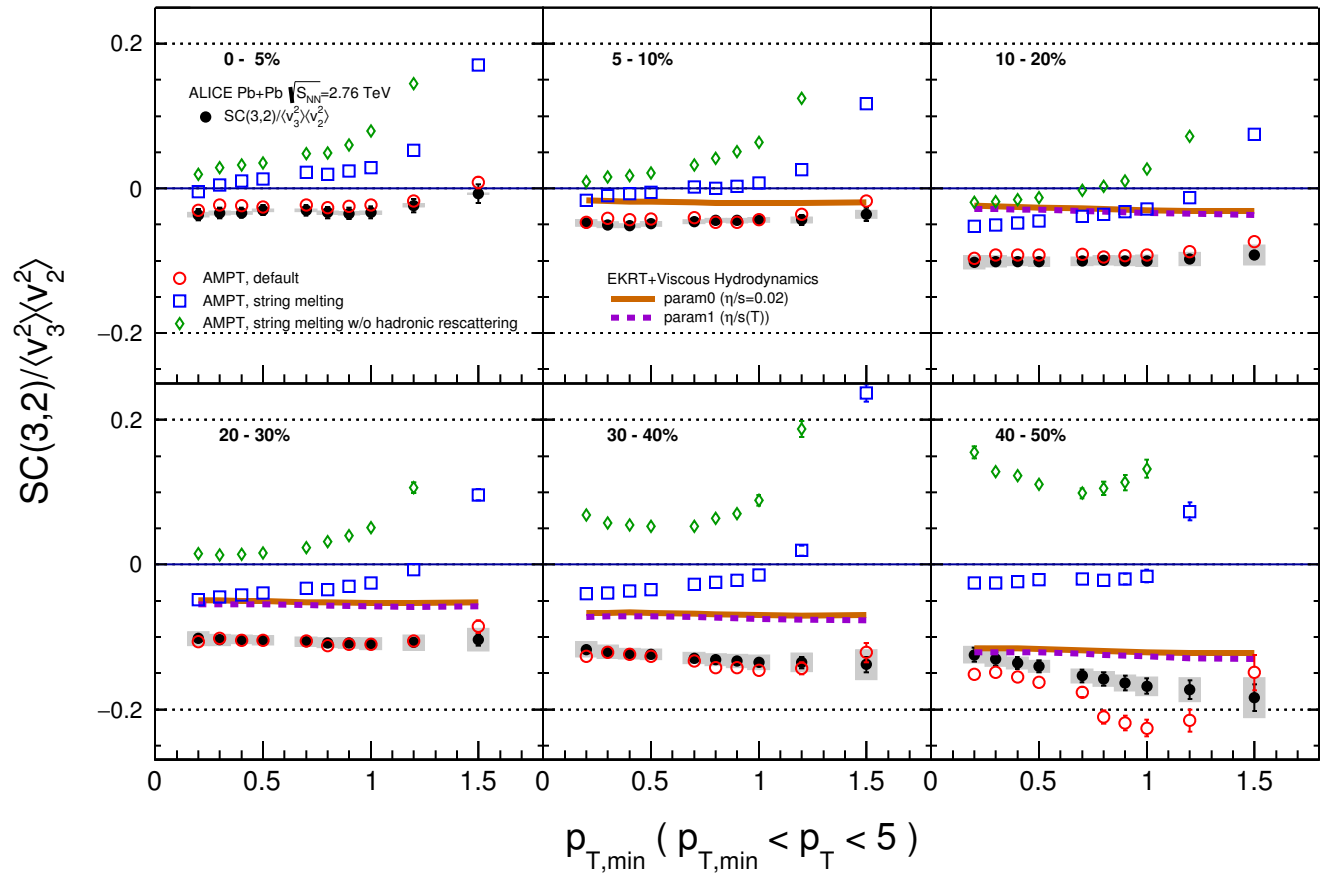 SC(3,2)/⟨v₃²⟩⟨v₂²⟩
0.2
0
−0.2
0 - 5%
ALICE Pb+Pb √S_NN=2.76 TeV
SC(3,2)/⟨v₃²⟩⟨v₂²⟩
AMPT, default
AMPT, string melting
AMPT, string melting w/o hadronic rescattering
5 - 10%
EKRT+Viscous Hydrodynamics
param0 (η/s=0.02)
param1 (η/s(T))
10 - 20%
0.2
0
−0.2
20 - 30%
30 - 40%
40 - 50%
0 0.5 1 1.5 0 0.5 1 1.5 0 0.5 1 1.5
p_T,min ( p_T,min < p_T < 5 )